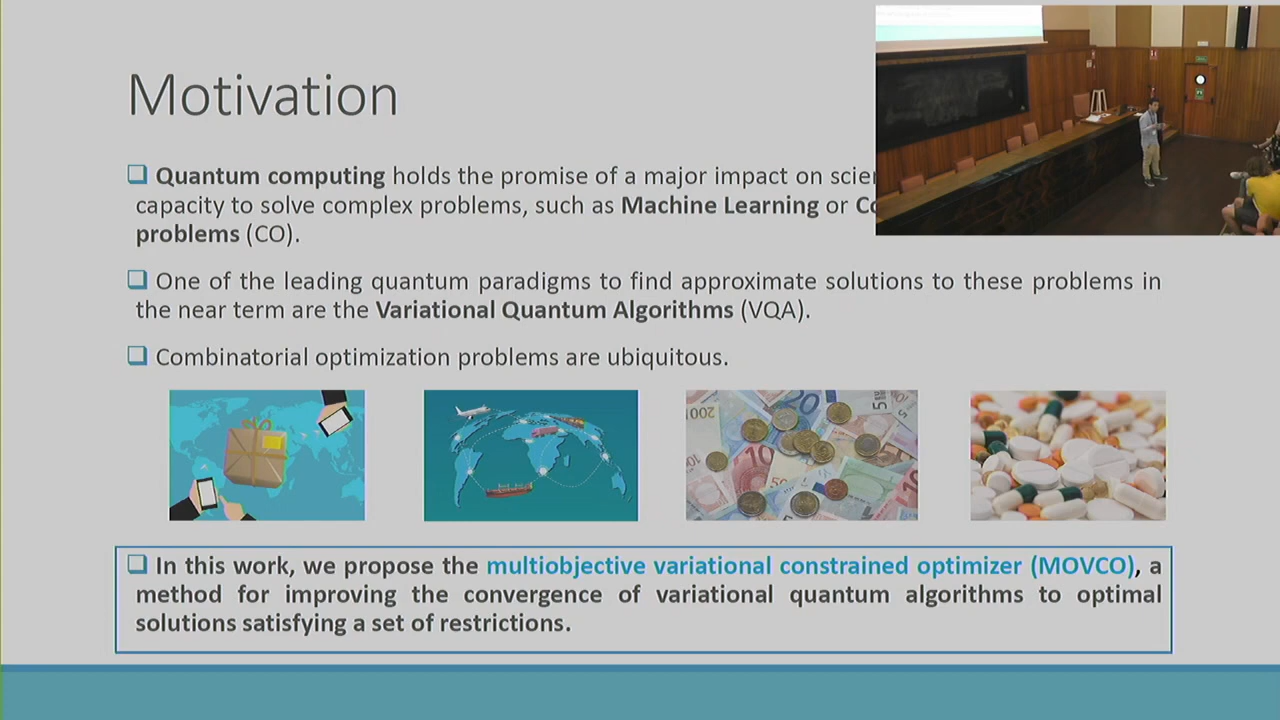 Motivation
Quantum computing holds the promise of a major impact on
capacity to solve complex problems, such as Machine Learning or
problems (CO).
One of the leading quantum paradigms to find approximate solutions to these problems in
the near term are the Variational Quantum Algorithms (VQA).
Combinatorial optimization problems are ubiquitous.
In this work, we propose the multiobjective variational constrained optimizer (MOVCO), a
method for improving the convergence of variational quantum algorithms to optimal
solutions satisfying a set of restrictions.